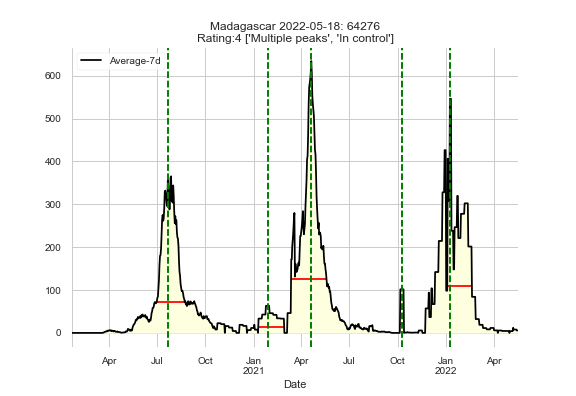 Madagascar 2022-05-18: 64276
Rating:4 ['Multiple peaks', 'In control']
Average-7d
600
500
400
300
200
100
0
Apr Jul Oct Jan Apr Jul Oct Jan Apr
2021 2022
Date